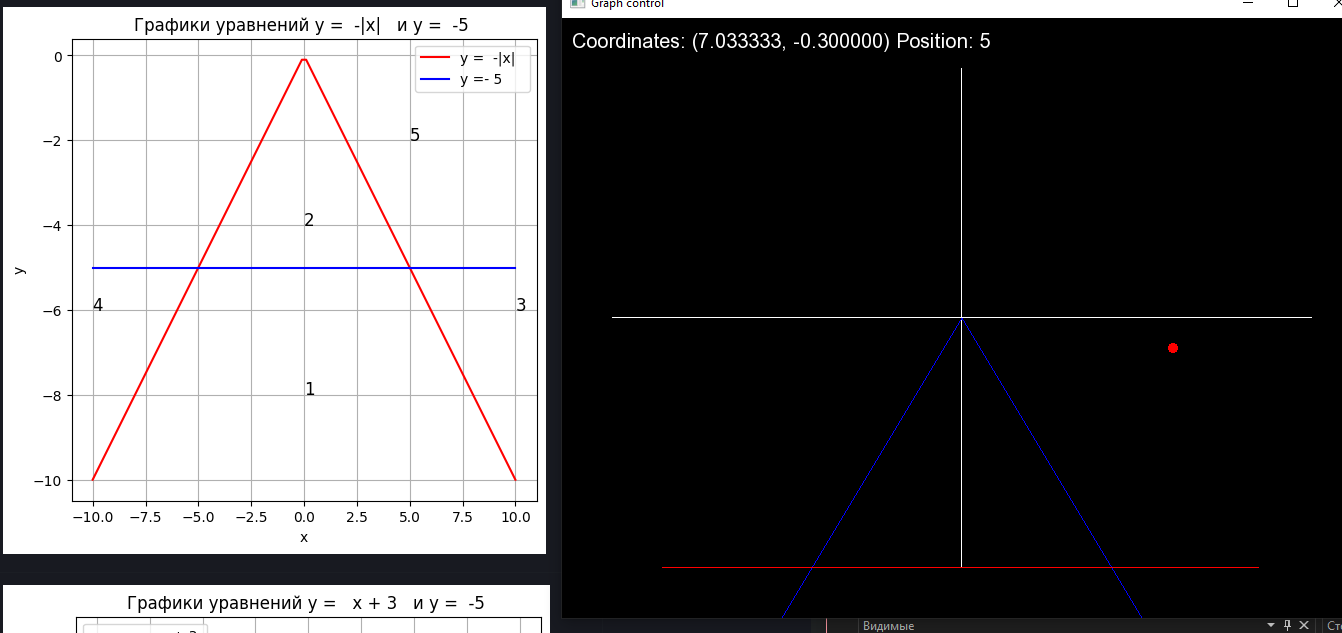 Графики уравнений y = -|x| и y = -5
y = -|x|
y =- 5
0
−2
−4
−6
−8
−10
y
5
2
4
3
1
−10.0 −7.5 −5.0 −2.5 0.0 2.5 5.0 7.5 10.0
x
Графики уравнений y = x + 3 и y = -5
Graph control
Coordinates: (7.033333, -0.300000) Position: 5
Видимые